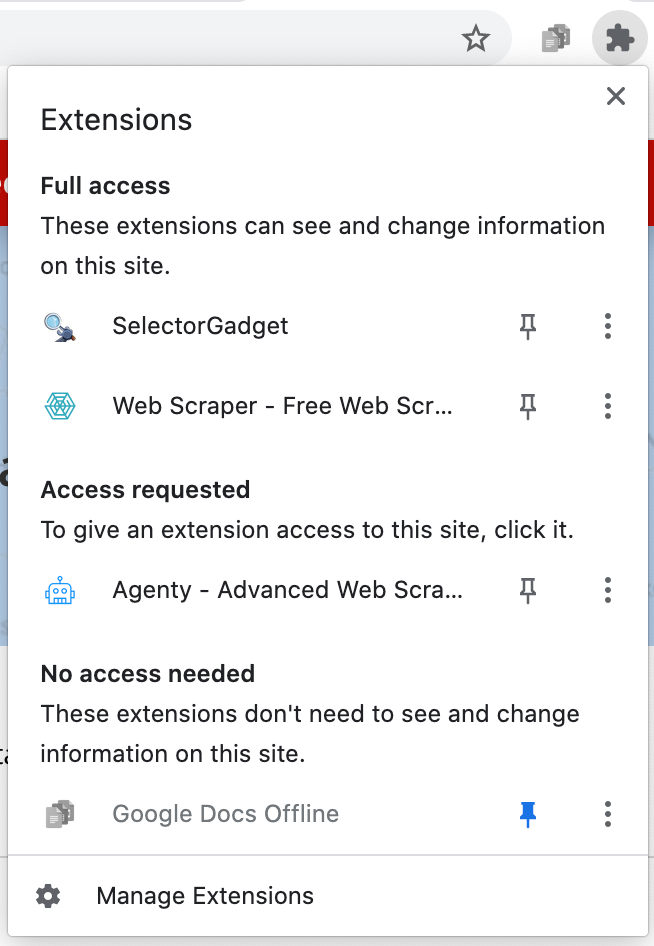 Extensions
Full access
These extensions can see and change information
on this site.
SelectorGadget
Web Scraper - Free Web Scr...
Access requested
To give an extension access to this site, click it.
Agenty - Advanced Web Scra...
No access needed
These extensions don't need to see and change
information on this site.
Google Docs Offline
Manage Extensions